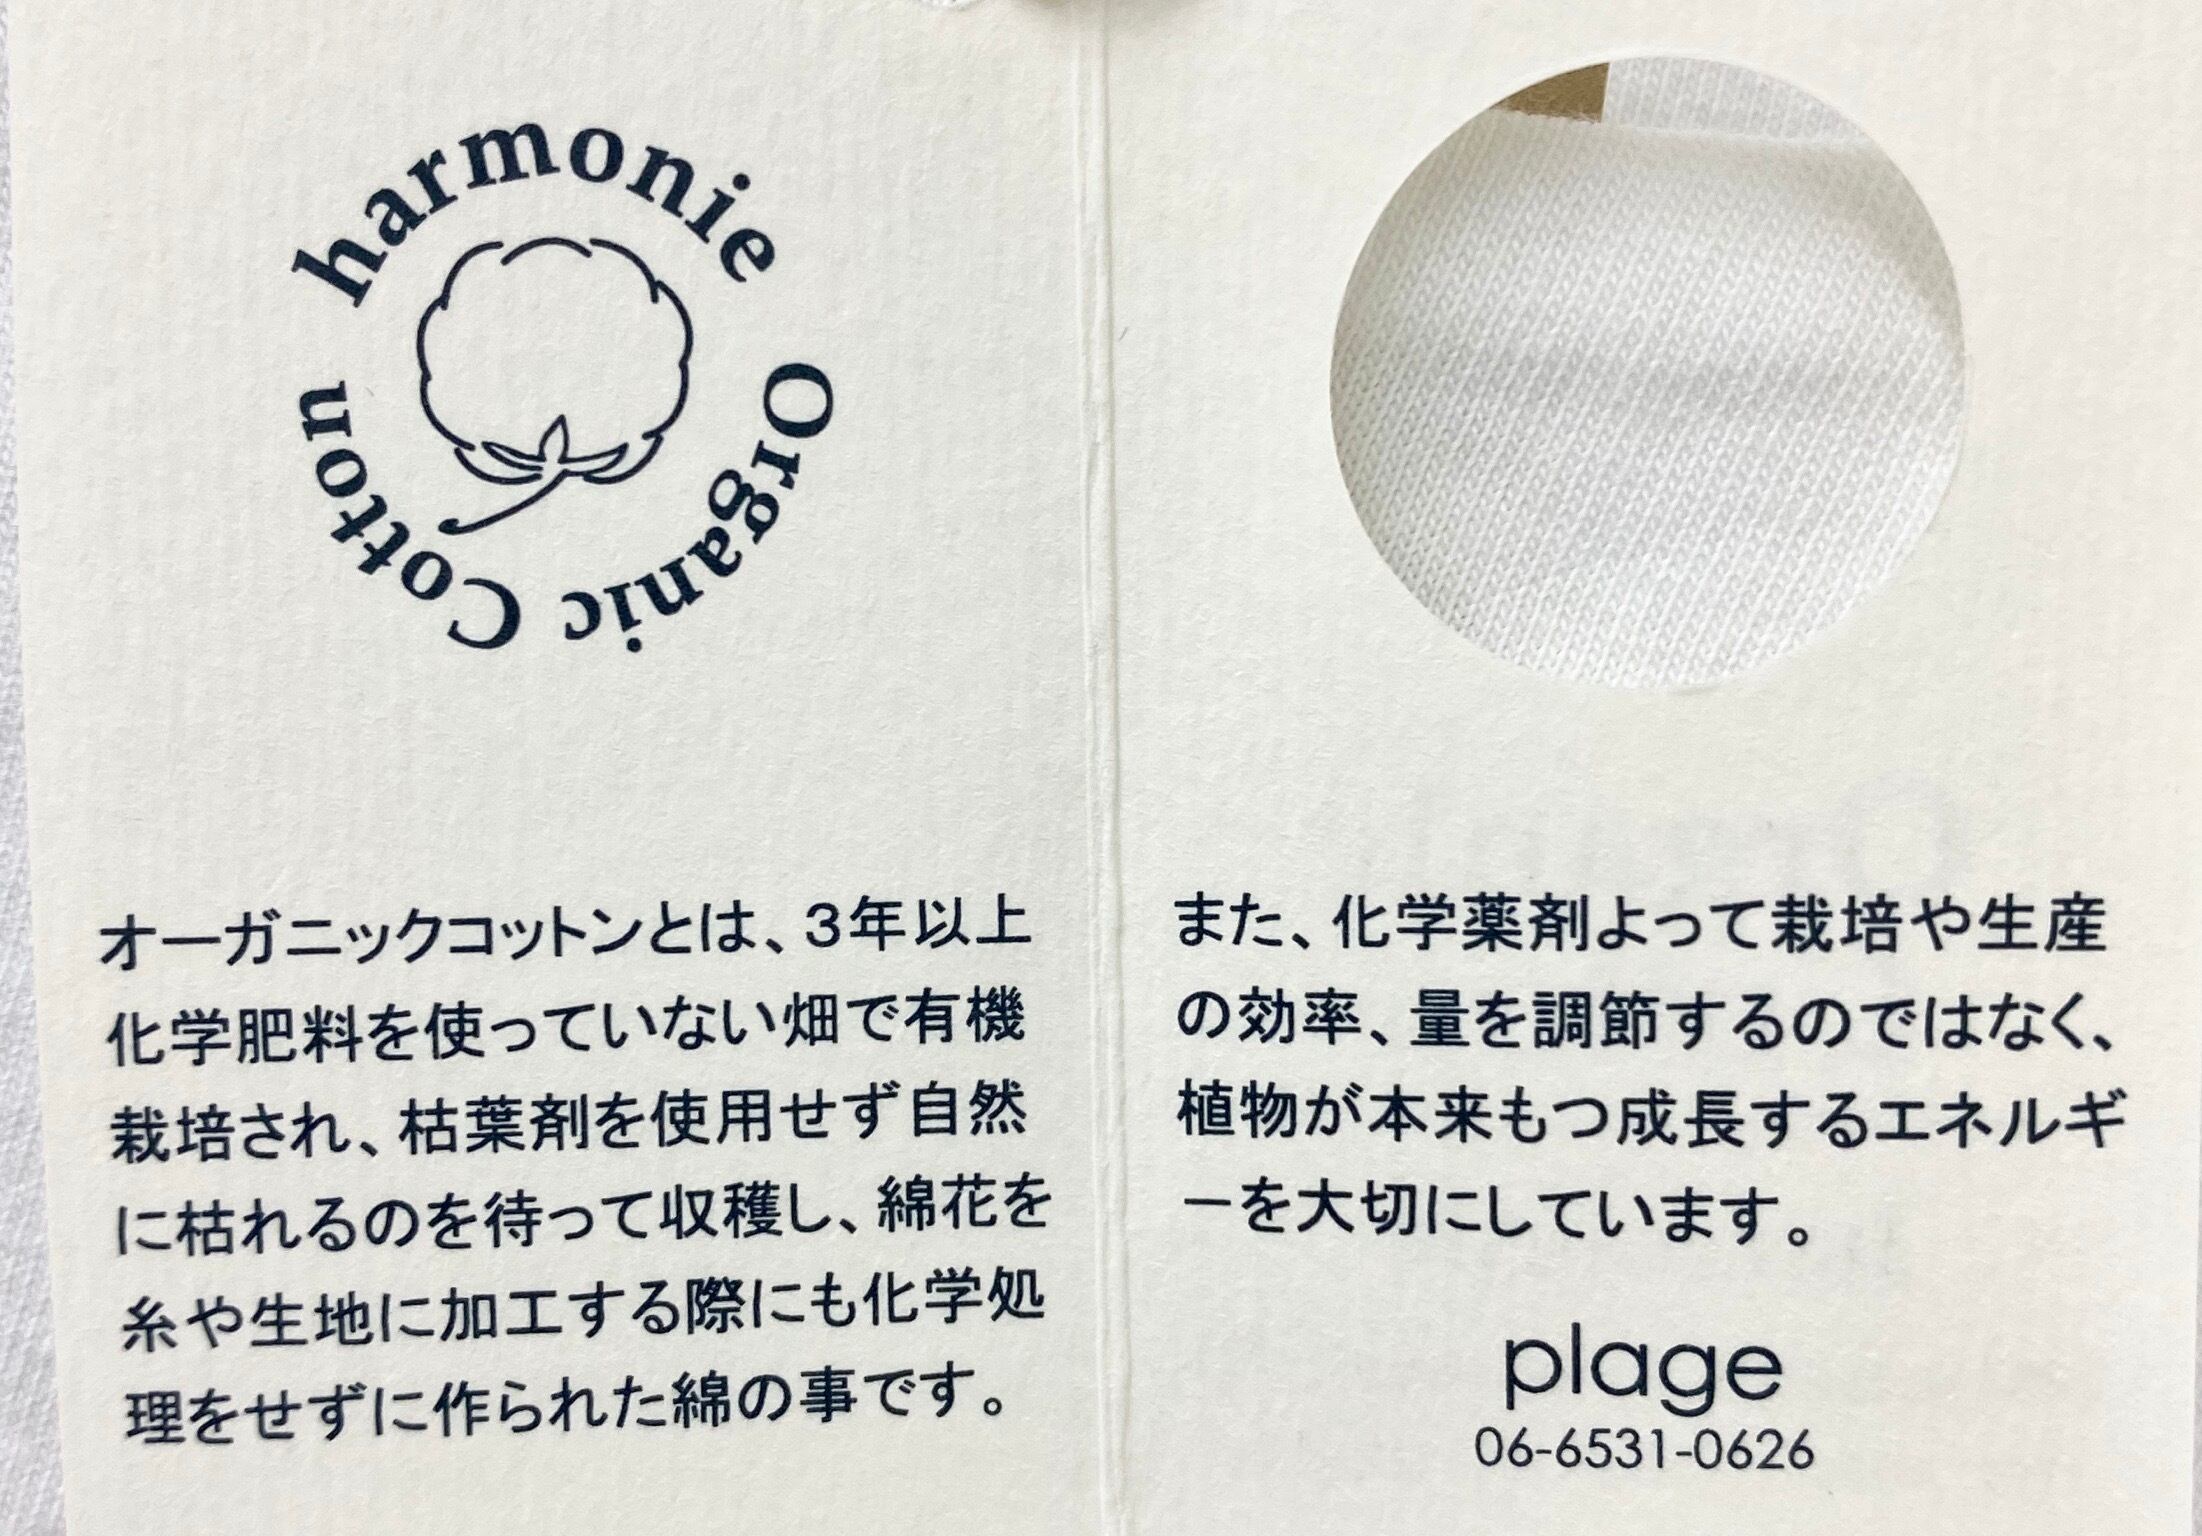 harmonie
Organic Cotton
オーガニックコットンとは、3年以上
化学肥料を使っていない畑で有機
栽培され、枯葉剤を使用せず自然
に枯れるのを待って収穫し、綿花を
糸や生地に加工する際にも化学処
理をせずに作られた綿の事です。
また、化学薬剤よって栽培や生産
の効率、量を調節するのではなく、
植物が本来もつ成長するエネルギ
ーを大切にしています。
plage
06-6531-0626